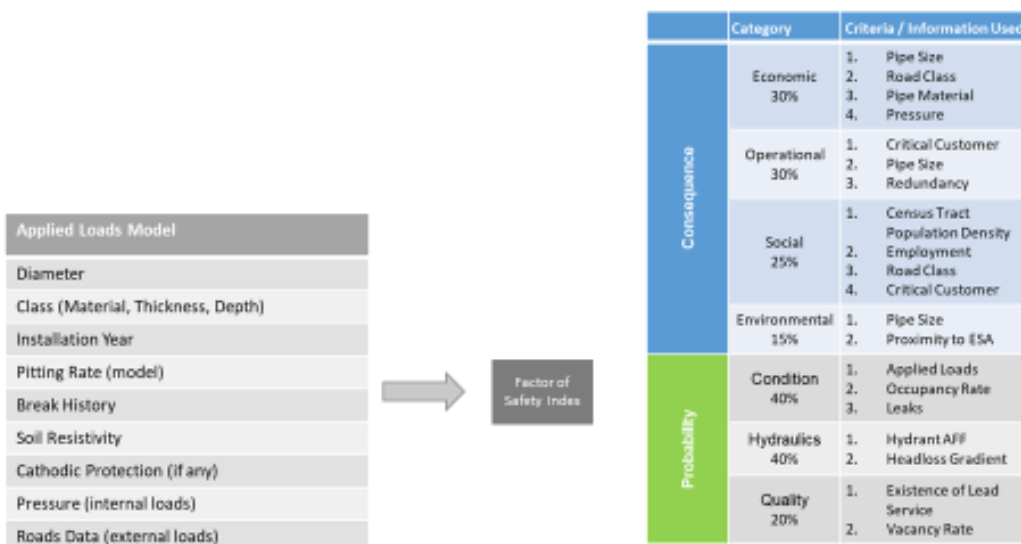 Applied Loads Model
Diameter
Class (Material, Thickness, Depth)
Installation Year
Pitting Rate (model)
Break History
Soil Resistivity
Cathodic Protection (if any)
Pressure (internal loads)
Roads Data (external loads)
Factor of
Safety Index
Category
Criteria / Information Used
Consequence
Economic
30%
1. Pipe Size
2. Road Class
3. Pipe Material
4. Pressure
Operational
30%
1. Critical Customer
2. Pipe Size
3. Redundancy
Social
25%
1. Census Tract
Population Density
2. Employment
3. Road Class
4. Critical Customer
Environmental
15%
1. Pipe Size
2. Proximity to ESA
Probability
Condition
40%
1. Applied Loads
2. Occupancy Rate
3. Leaks
Hydraulics
40%
1. Hydrant AFF
2. Headloss Gradient
Quality
20%
1. Existence of Lead
Service
2. Vacancy Rate